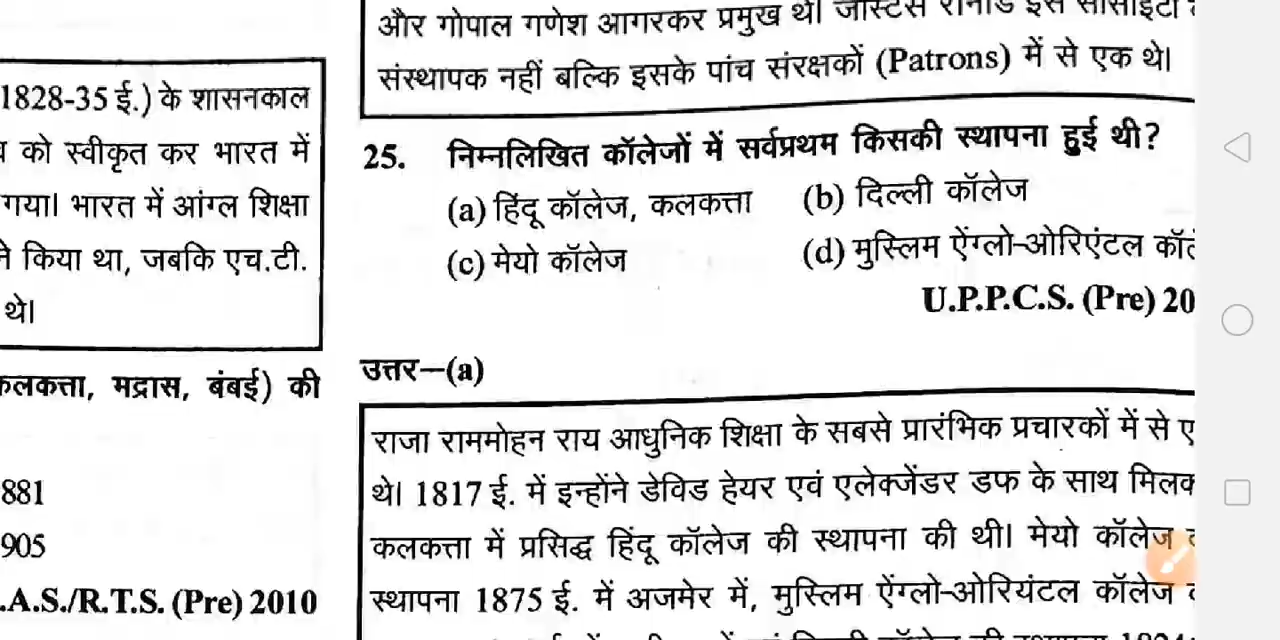 1828-35 ई.) के शासनकाल
को स्वीकृत कर भारत में
गया। भारत में आंग्ल शिक्षा
ने किया था, जबकि एच.टी.
थे।
कलकत्ता, मद्रास, बंबई) की
881
905
.A.S./R.T.S. (Pre) 2010
और गोपाल गणेश आगरकर प्रमुख थे। जस्टिस रानाडे इस सोसाइटी
संस्थापक नहीं बल्कि इसके पांच संरक्षकों (Patrons) में से एक थे।
25. निम्नलिखित कॉलेजों में सर्वप्रथम किसकी स्थापना हुई थी?
(a) हिंदू कॉलेज, कलकत्ता (b) दिल्ली कॉलेज
(c) मेयो कॉलेज (d) मुस्लिम ऐंग्लो-ओरिएंटल
U.P.P.C.S. (Pre) 20
उत्तर—(a)
राजा राममोहन राय आधुनिक शिक्षा के सबसे प्रारंभिक प्रचारकों में से
थे। 1817 ई. में इन्होंने डेविड हेयर एवं एलेक्जेंडर डफ के साथ
कलकत्ता में प्रसिद्ध हिंदू कॉलेज की स्थापना की थी। मेयो कॉलेज
स्थापना 1875 ई. में अजमेर में, मुस्लिम ऐंग्लो-ओरियंटल कॉलेज